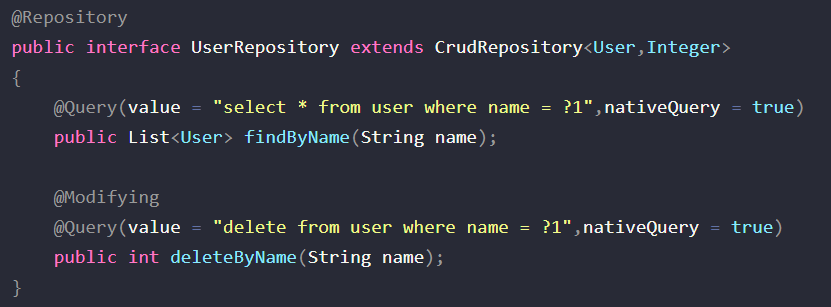 @Repository
public interface UserRepository extends CrudRepository<User,Integer>
{
    @Query(value = "select * from user where name = ?1",nativeQuery = true)
    public List<User> findByName(String name);

    @Modifying
    @Query(value = "delete from user where name = ?1",nativeQuery = true)
    public int deleteByName(String name);
}